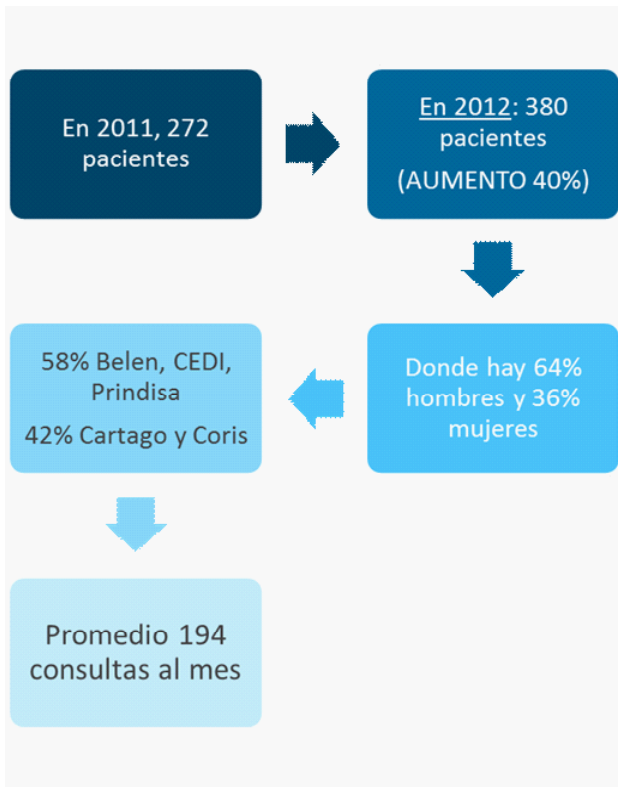 En 2011, 272
pacientes
En 2012: 380
pacientes
(AUMENTO 40%)
Donde hay 64%
hombres y 36%
mujeres
58% Belen, CEDI,
Prindisa
42% Cartago y Coris
Promedio 194
consultas al mes